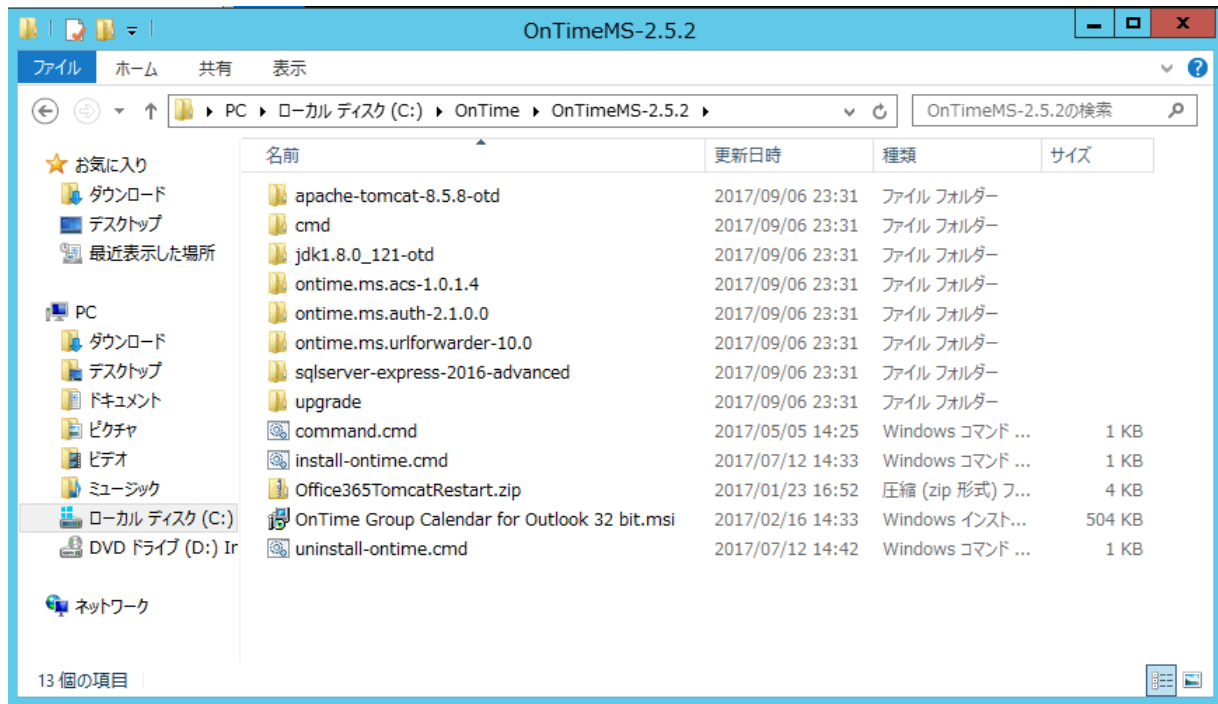 OnTimeMS-2.5.2
ファイル ホーム 共有 表示
PC ローカル ディスク (C:) OnTime OnTimeMS-2.5.2 OnTimeMS-2.5.2の検索
名前 更新日時 種類 サイズ
お気に入り
ダウンロード
デスクトップ
最近表示した場所
PC
ダウンロード
デスクトップ
ドキュメント
ピクチャ
ビデオ
ミュージック
ローカル ディスク (C:)
DVD ドライブ (D:) Ir
ネットワーク
apache-tomcat-8.5.8-otd 2017/09/06 23:31 ファイル フォルダー
cmd 2017/09/06 23:31 ファイル フォルダー
jdk1.8.0_121-otd 2017/09/06 23:31 ファイル フォルダー
ontime.ms.acs-1.0.1.4 2017/09/06 23:31 ファイル フォルダー
ontime.ms.auth-2.1.0.0 2017/09/06 23:31 ファイル フォルダー
ontime.ms.urlforwarder-10.0 2017/09/06 23:31 ファイル フォルダー
sqlserver-express-2016-advanced 2017/09/06 23:31 ファイル フォルダー
upgrade 2017/09/06 23:31 ファイル フォルダー
command.cmd 2017/05/05 14:25 Windows コマンド ... 1 KB
install-ontime.cmd 2017/07/12 14:33 Windows コマンド ... 1 KB
Office365TomcatRestart.zip 2017/01/23 16:52 圧縮 (zip 形式) フ... 4 KB
OnTime Group Calendar for Outlook 32 bit.msi 2017/02/16 14:33 Windows インスト... 504 KB
uninstall-ontime.cmd 2017/07/12 14:42 Windows コマンド ... 1 KB
13 個の項目